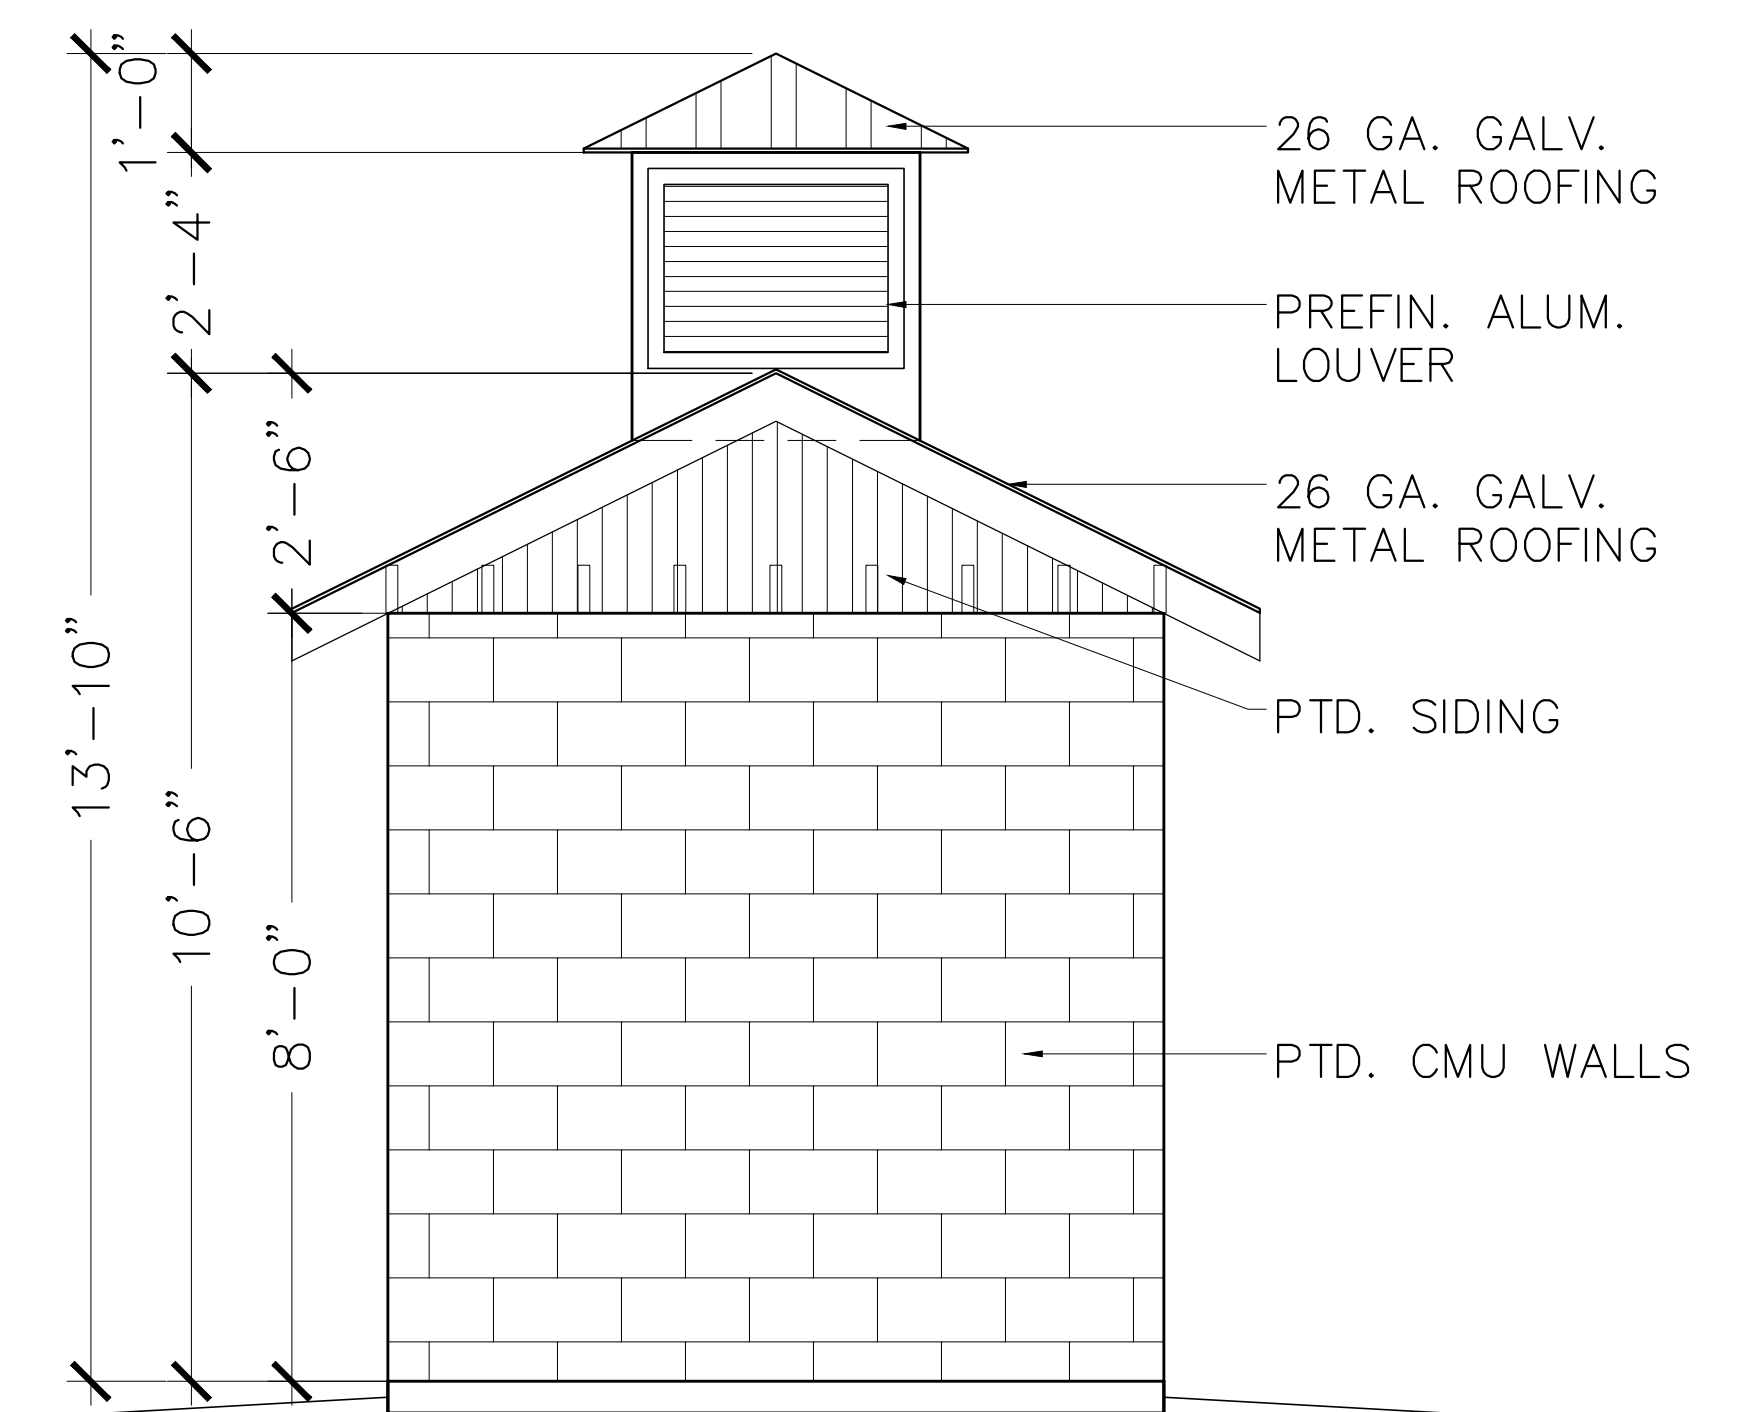 1'-0"
2'-4"
2'-6"
13'-10"
10'-6"
8'-0"
26 GA. GALV.
METAL ROOFING
PREFIN. ALUM.
LOUVER
26 GA. GALV.
METAL ROOFING
PTD. SIDING
PTD. CMU WALLS